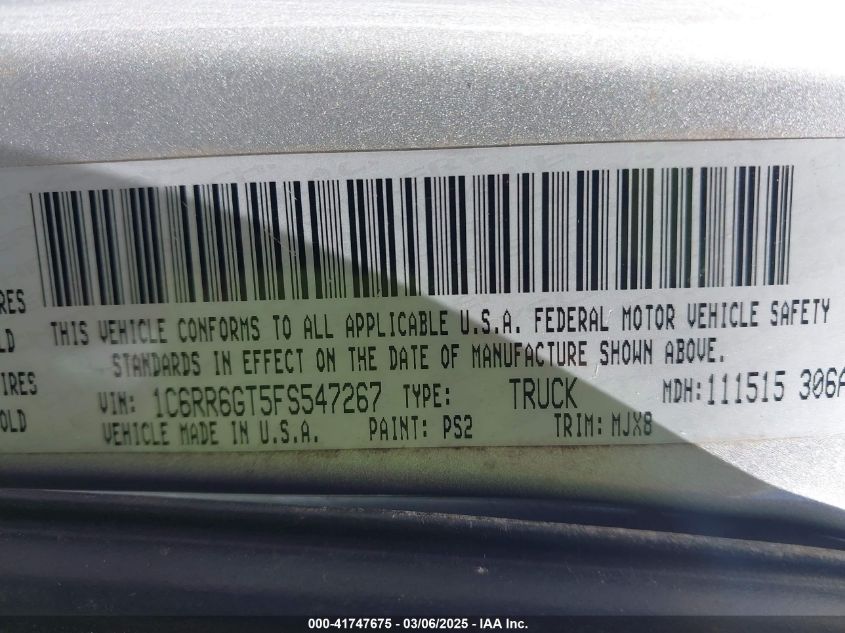 THIS VEHICLE CONFORMS TO ALL APPLICABLE U.S.A. FEDERAL MOTOR VEHICLE SAFETY
STANDARDS IN EFFECT ON THE DATE OF MANUFACTURE SHOWN ABOVE.
VIN: 1C6RR6GT5FS547267 TYPE: TRUCK MDH:111515 306A
VEHICLE MADE IN U.S.A. PAINT: PS2 TRIM: MJX8
RES
LD
IRES
OLD
000-41747675 — 03/06/2025 - IAA Inc.